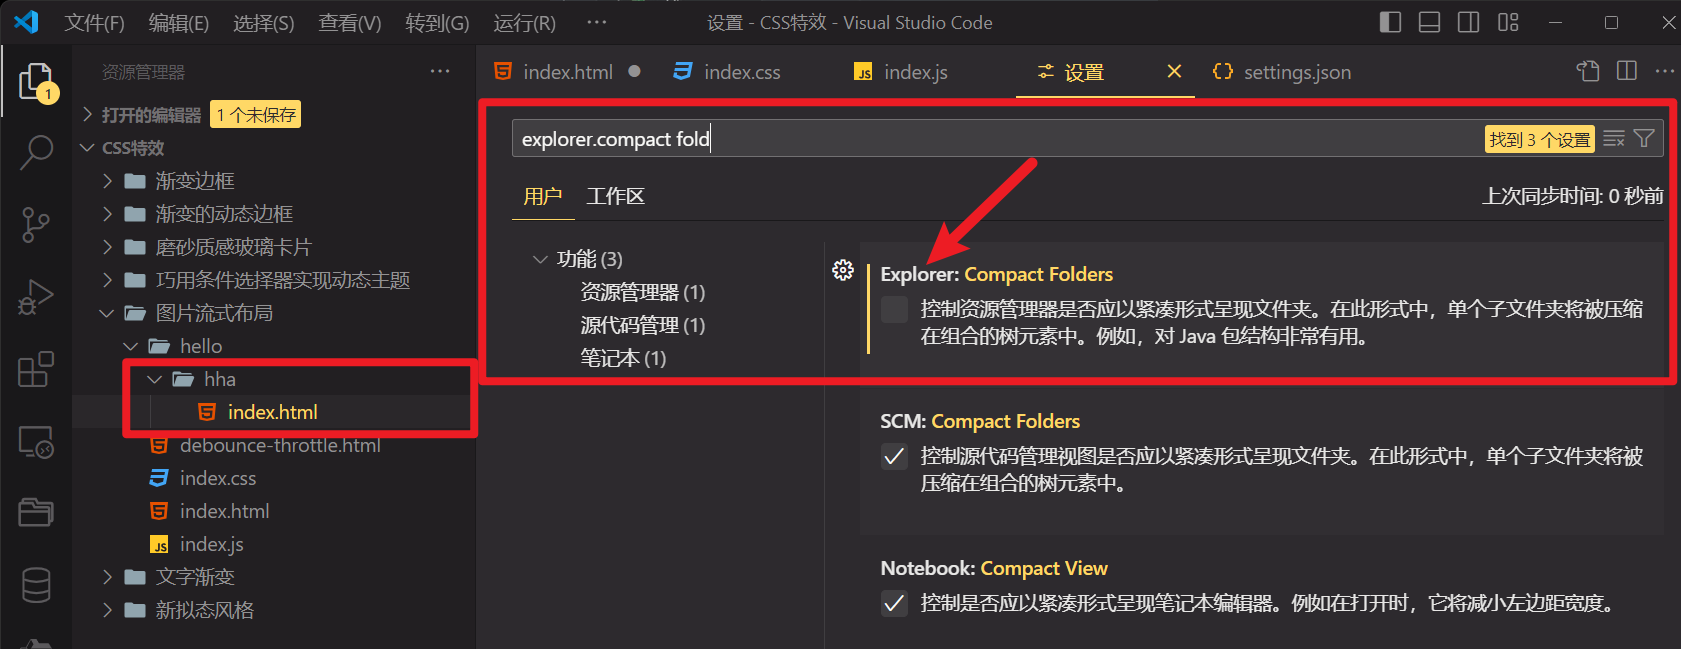 文件(F) 编辑(E) 选择(S) 查看(V) 转到(G) 运行(R) ··· 设置 - CSS特效 - Visual Studio Code
资源管理器 ···
1
打开的编辑器 1 个未保存
CSS特效
渐变边框
渐变的动态边框
磨砂质感玻璃卡片
巧用条件选择器实现动态主题
图片流式布局
hello
hha
index.html
debounce-throttle.html
index.css
index.html
JS index.js
文字渐变
新拟态风格
index.html index.css JS index.js 设置 {} settings.json ···
explorer.compact fold 找到 3 个设置
用户 工作区 上次同步时间: 0 秒前
功能 (3)
资源管理器 (1)
源代码管理 (1)
笔记本 (1)
Explorer: Compact Folders
控制资源管理器是否应以紧凑形式呈现文件夹。在此形式中，单个子文件夹将被压缩
在组合的树元素中。例如，对 Java 包结构非常有用。
SCM: Compact Folders
控制源代码管理视图是否应以紧凑形式呈现文件夹。在此形式中，单个子文件夹将被
压缩在组合的树元素中。
Notebook: Compact View
控制是否应以紧凑形式呈现笔记本编辑器。例如在打开时，它将减小左边距宽度。